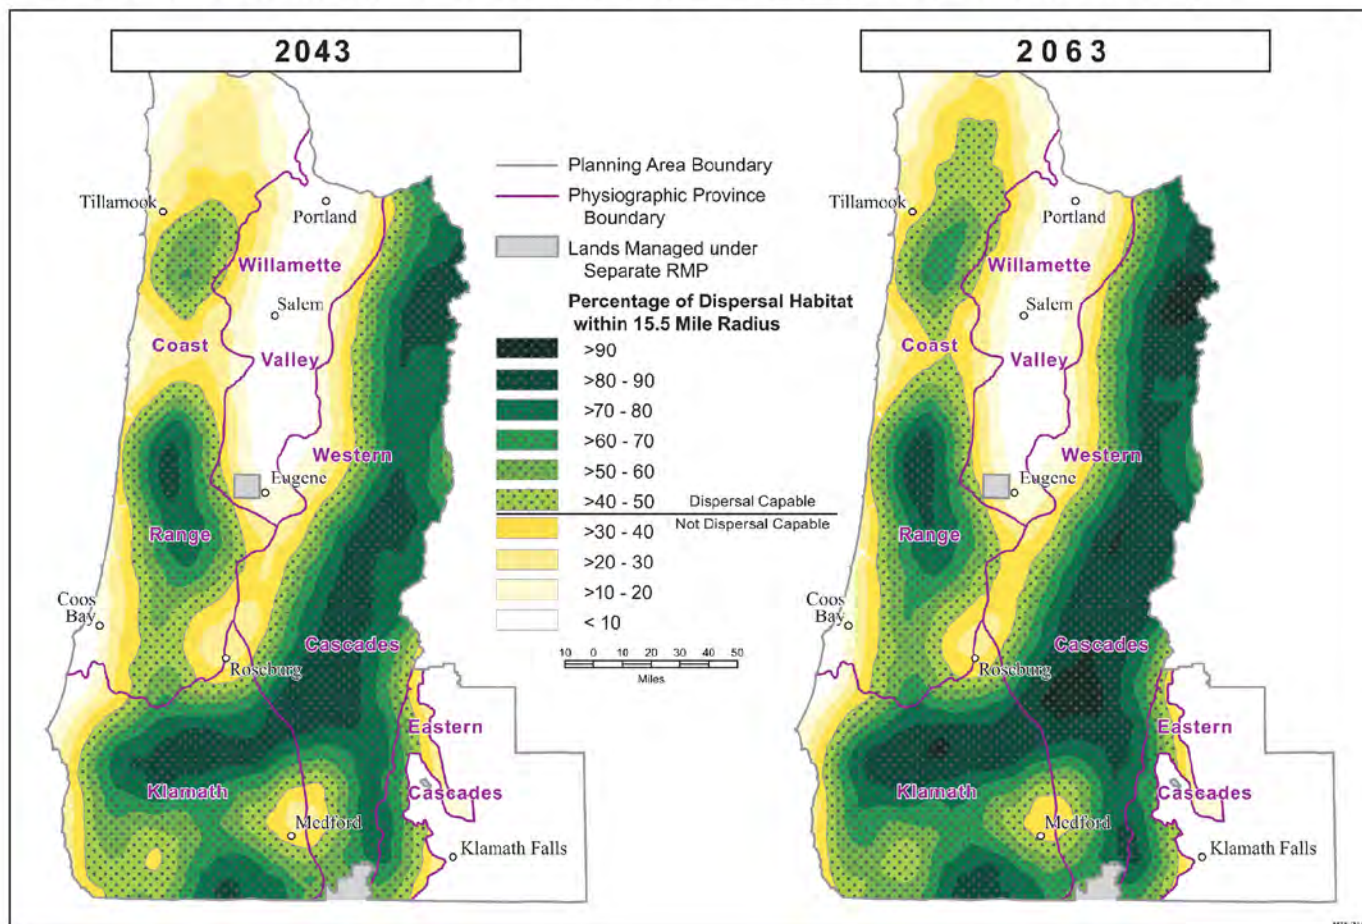 2043
2063
Planning Area Boundary
Physiographic Province
Boundary
Lands Managed under
Separate RMP
Percentage of Dispersal Habitat
within 15.5 Mile Radius
>90
>80 - 90
>70 - 80
>60 - 70
>50 - 60
>40 - 50
Dispersal Capable
Not Dispersal Capable
>30 - 40
>20 - 30
>10 - 20
< 10
10 0 10 20 30 40 50
Miles
Tillamook
Portland
Willamette
Salem
Coast
Valley
Western
Eugene
Range
Coos
Bay
Cascades
Roseburg
Eastern
Klamath
Cascades
Medford
Klamath Falls
Tillamook
Portland
Willamette
Salem
Coast
Valley
Western
Eugene
Range
Coos
Bay
Cascades
Roseburg
Eastern
Klamath
Cascades
Medford
Klamath Falls